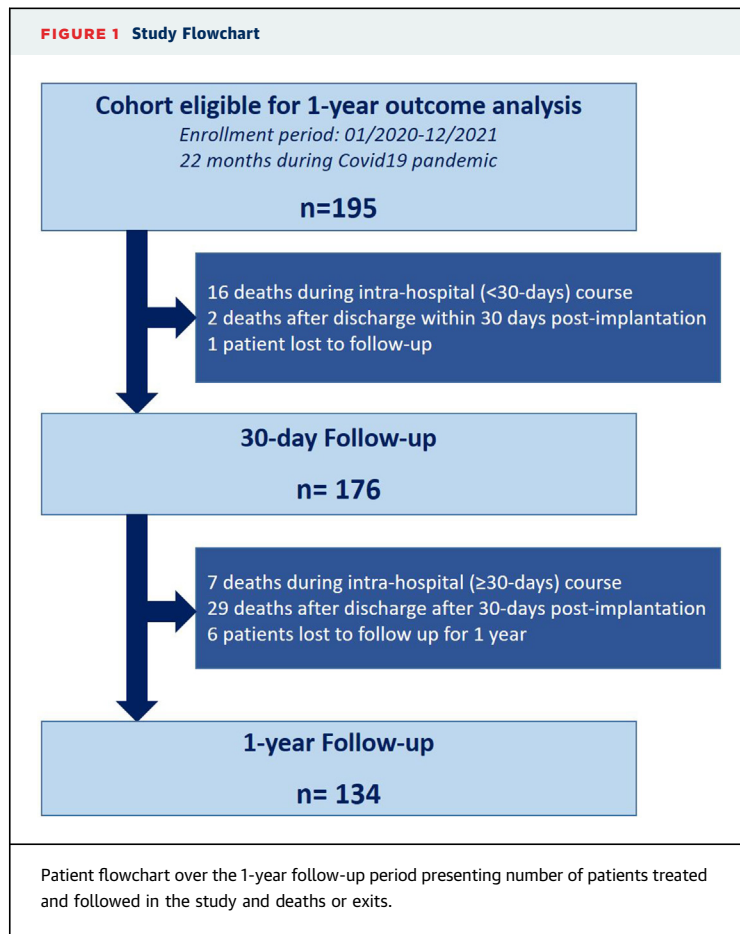 FIGURE 1 Study Flowchart
Cohort eligible for 1-year outcome analysis
Enrollment period: 01/2020-12/2021
22 months during Covid19 pandemic
n=195
16 deaths during intra-hospital (<30-days) course
2 deaths after discharge within 30 days post-implantation
1 patient lost to follow-up
30-day Follow-up
n= 176
7 deaths during intra-hospital (≥30-days) course
29 deaths after discharge after 30-days post-implantation
6 patients lost to follow up for 1 year
1-year Follow-up
n= 134
Patient flowchart over the 1-year follow-up period presenting number of patients treated
and followed in the study and deaths or exits.